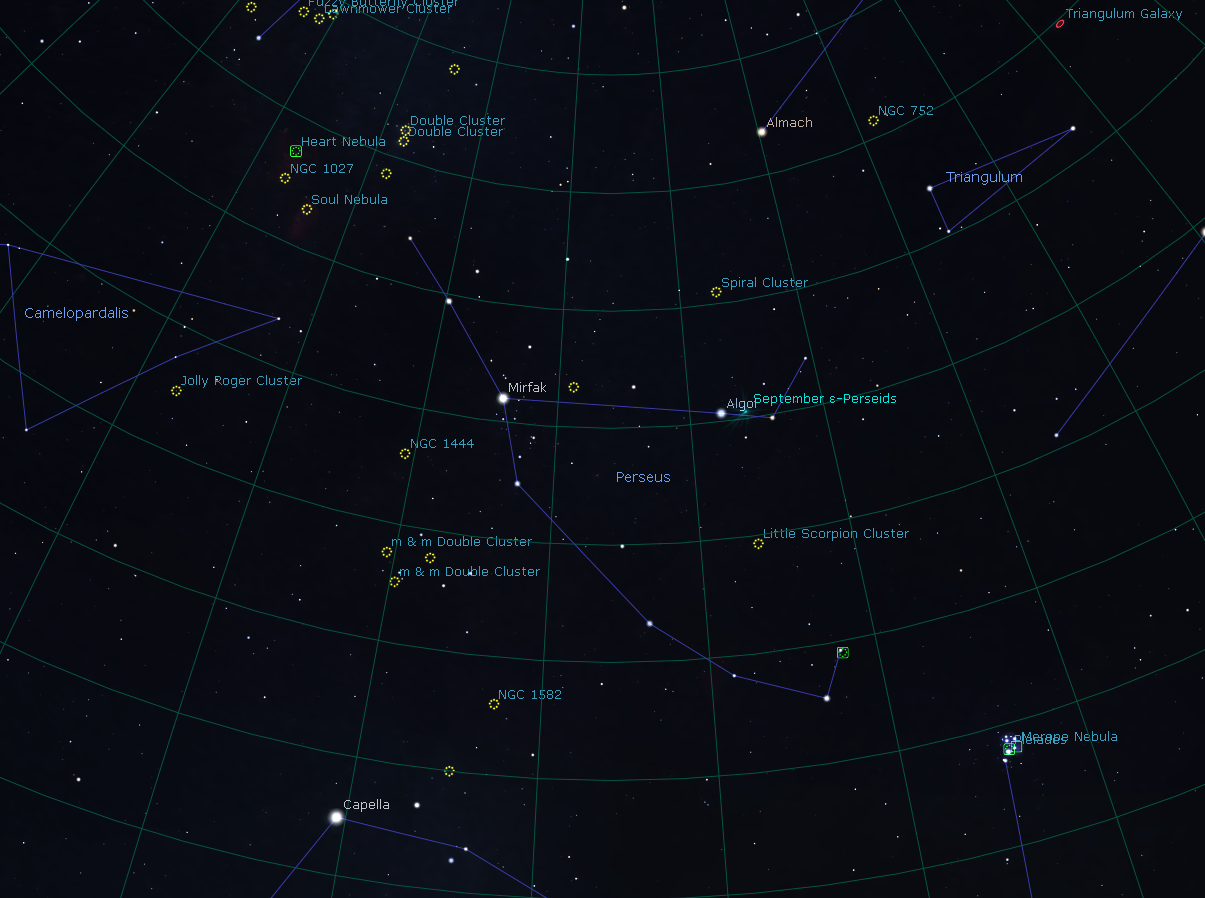 Fuzzy Butterfly Cluster
Lawnmower Cluster
Triangulum Galaxy
NGC 752
Double Cluster
Almach
Double Cluster
Heart Nebula
NGC 1027
Triangulum
Soul Nebula
Spiral Cluster
Camelopardalis
Jolly Roger Cluster
Mirfak
September ε-Perseids
Algol
NGC 1444
Perseus
Little Scorpion Cluster
m & m Double Cluster
m & m Double Cluster
NGC 1582
Merope Nebula
Pleiades
Capella